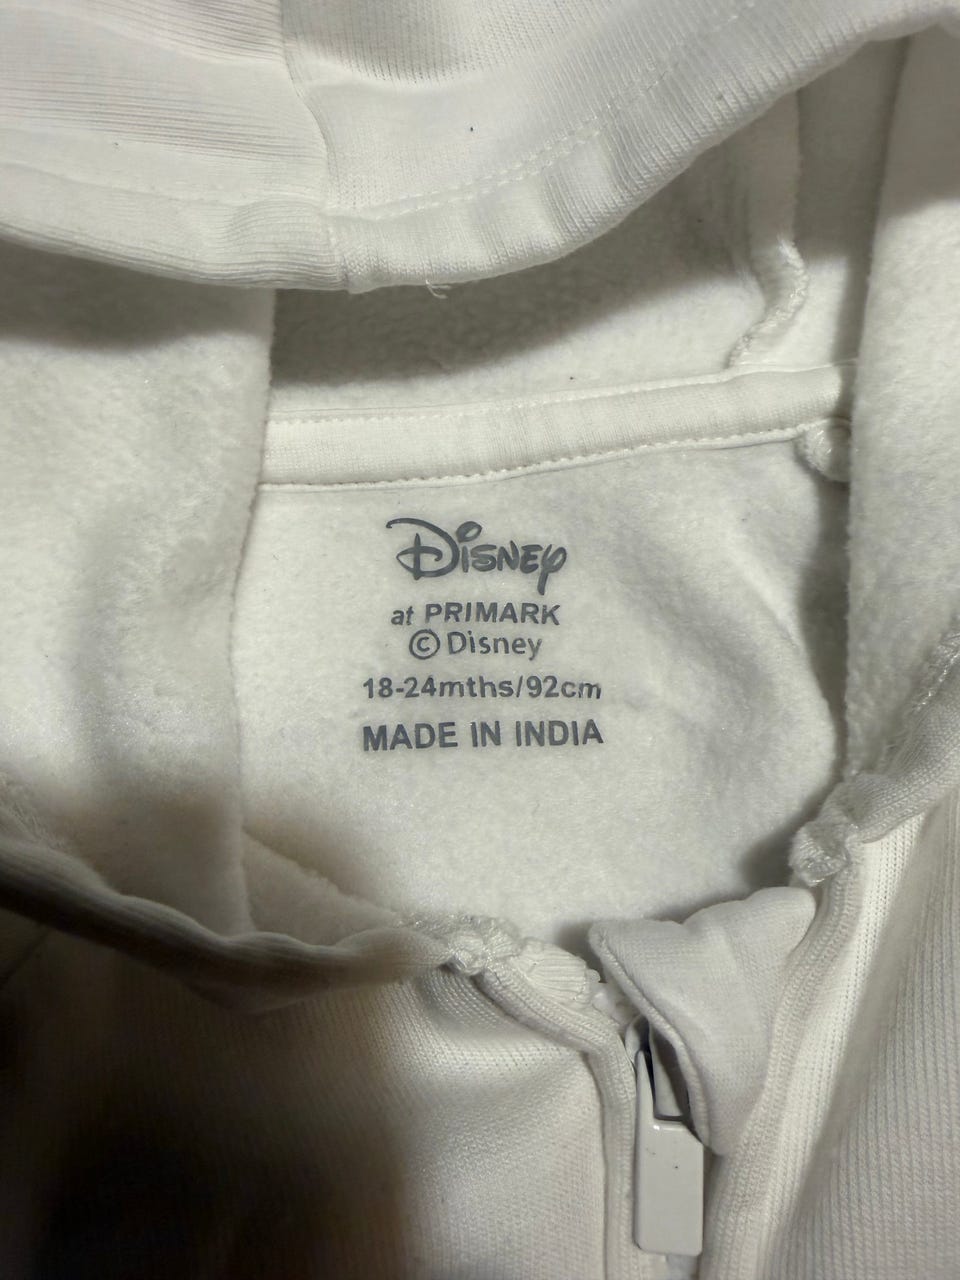 Disney
at PRIMARK
©Disney
18-24mths/92cm
MADE IN INDIA